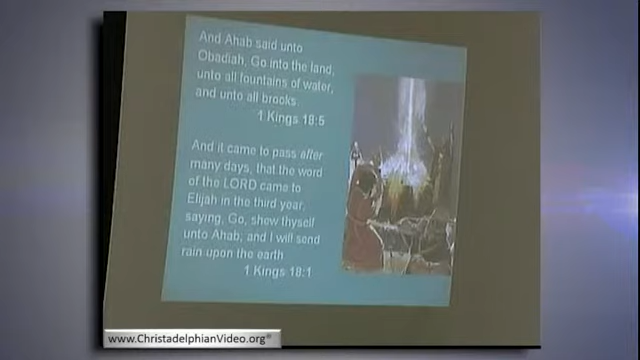 And Ahab said unto
Obadiah, Go into the land,
unto all fountains of water,
and unto all brooks
1 Kings 18:5
And it came to pass after
many days, that the word
of the LORD came to
Elijah in the third year,
saying, Go, shew thyself
unto Ahab; and I will send
rain upon the earth
1 Kings 18:1
www.ChristadelphianVideo.org®